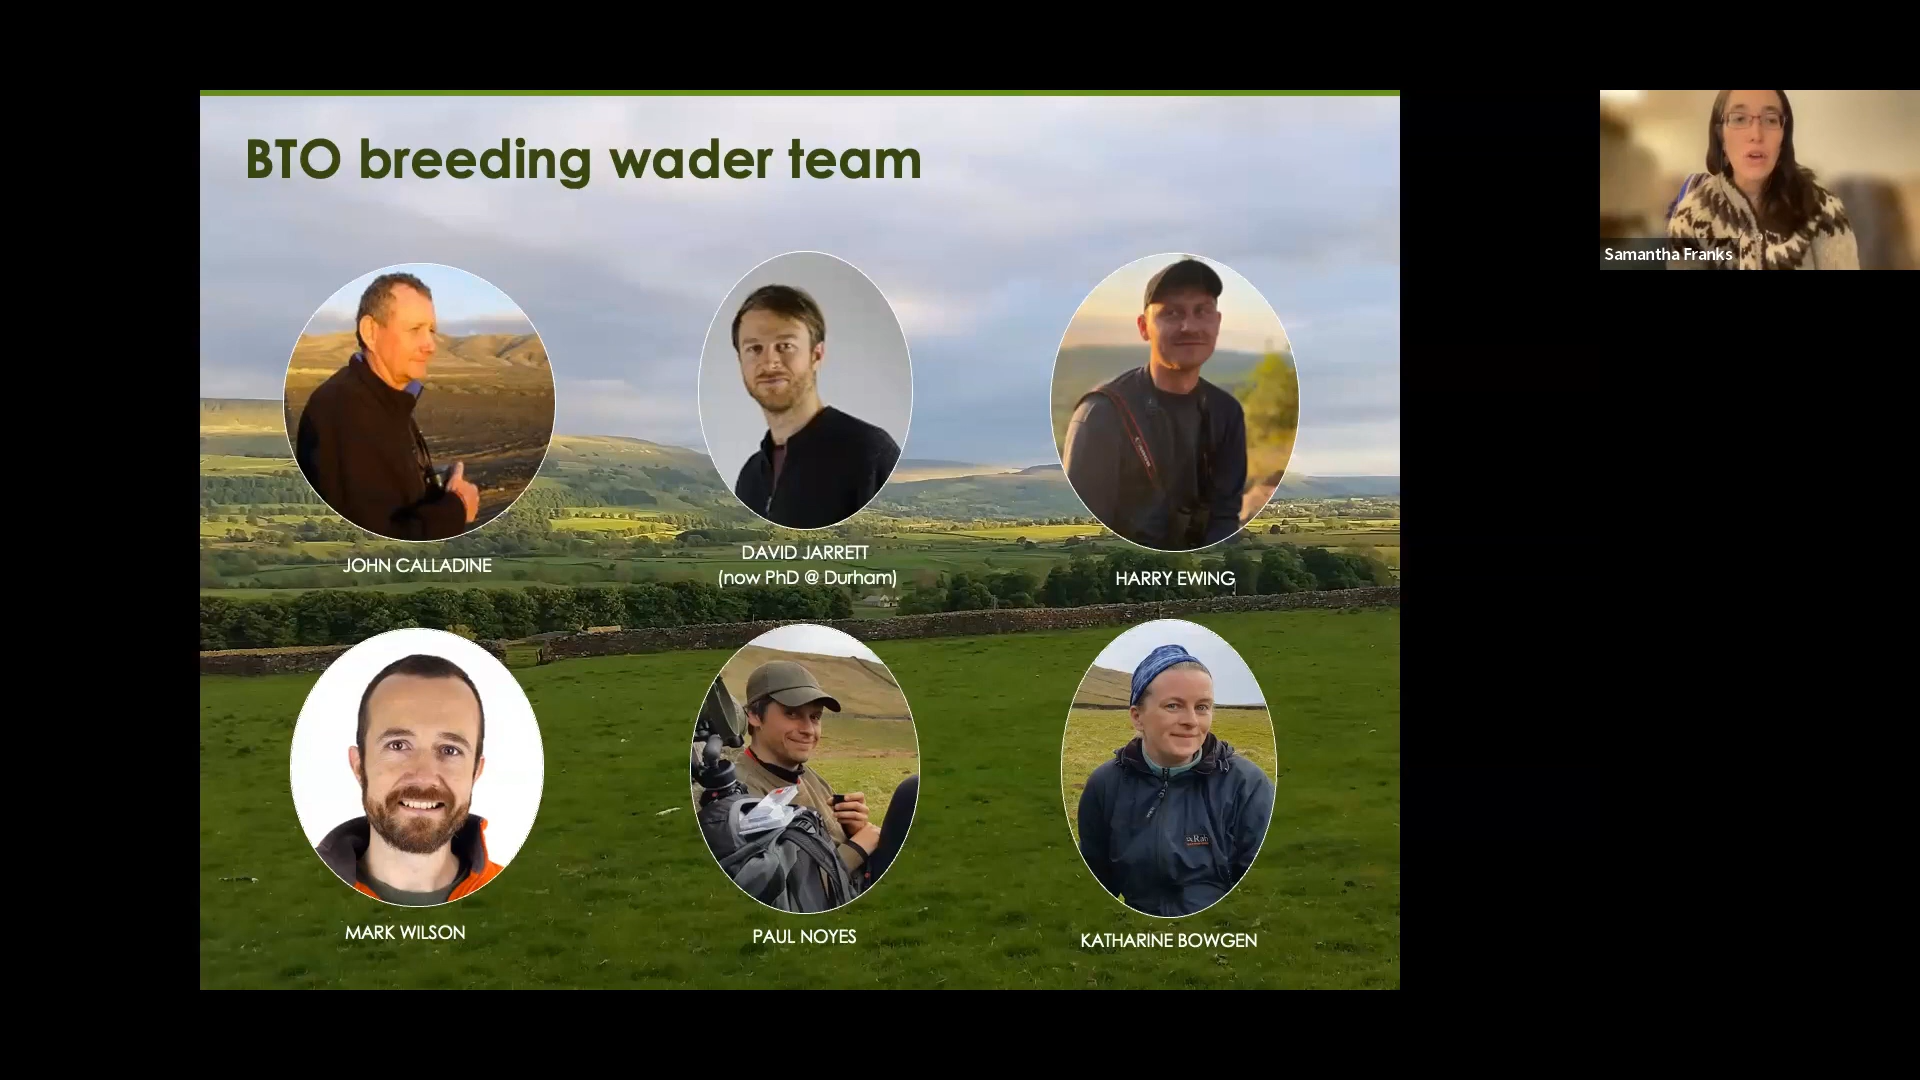 BTO breeding wader team
Samantha Franks
JOHN CALLADINE
DAVID JARRETT
(now PhD @ Durham)
HARRY EWING
MARK WILSON
PAUL NOYES
KATHARINE BOWGEN
Rab